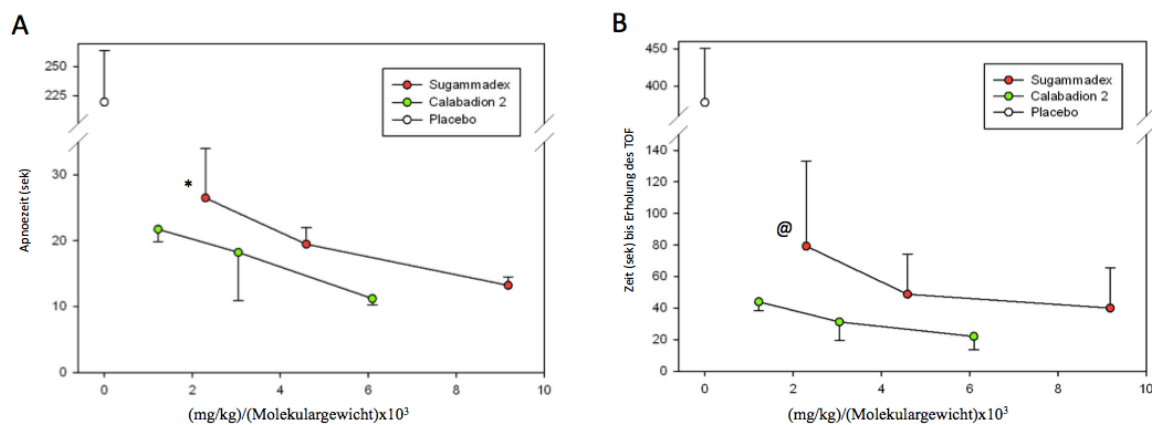 A
Apnoezeit (sek)
250
225
30
20
10
0
Sugammadex
Calabadion 2
Placebo
*
0 2 4 6 8 10
(mg/kg)/(Molekulargewicht)x10³
B
Zeit (sek) bis Erholung des TOF
450
400
140
120
100
80
60
40
20
0
Sugammadex
Calabadion 2
Placebo
@
0 2 4 6 8 10
(mg/kg)/(Molekulargewicht)x10³